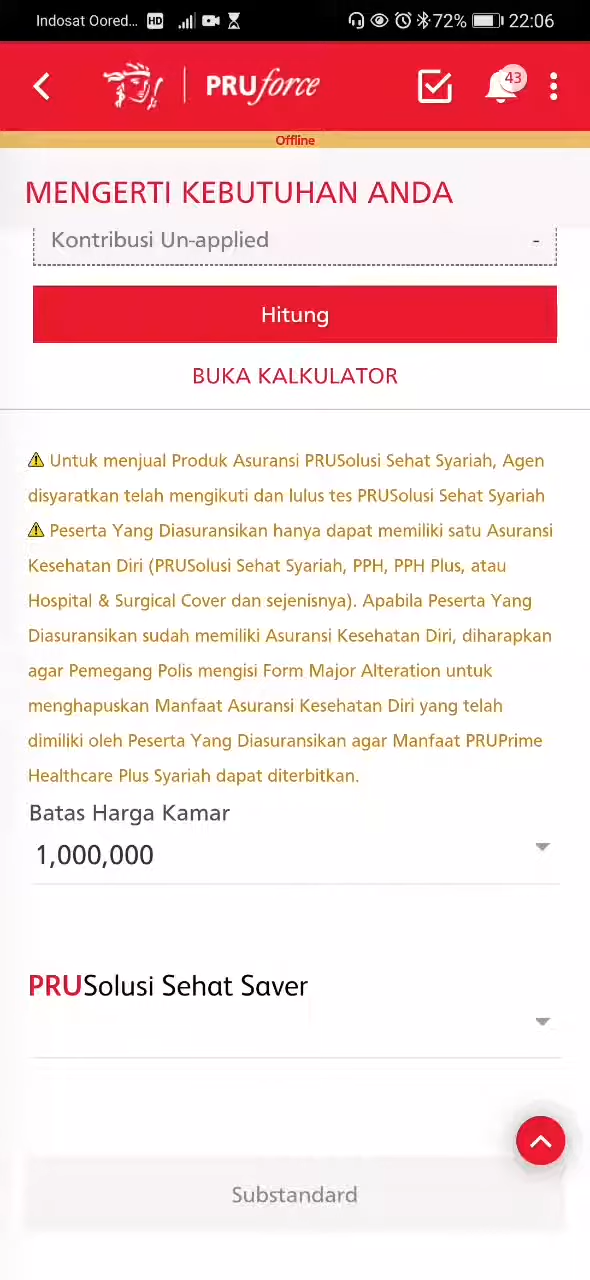 Indosat Oored... HD 72% 22:06
PRUforce 43
Offline
MENGERTI KEBUTUHAN ANDA
Kontribusi Un-applied -
Hitung
BUKA KALKULATOR
Untuk menjual Produk Asuransi PRUSolusi Sehat Syariah, Agen
disyaratkan telah mengikuti dan lulus tes PRUSolusi Sehat Syariah
Peserta Yang Diasuransikan hanya dapat memiliki satu Asuransi
Kesehatan Diri (PRUSolusi Sehat Syariah, PPH, PPH Plus, atau
Hospital & Surgical Cover dan sejenisnya). Apabila Peserta Yang
Diasuransikan sudah memiliki Asuransi Kesehatan Diri, diharapkan
agar Pemegang Polis mengisi Form Major Alteration untuk
menghapuskan Manfaat Asuransi Kesehatan Diri yang telah
dimiliki oleh Peserta Yang Diasuransikan agar Manfaat PRUPrime
Healthcare Plus Syariah dapat diterbitkan.
Batas Harga Kamar
1,000,000
PRUSolusi Sehat Saver
Substandard